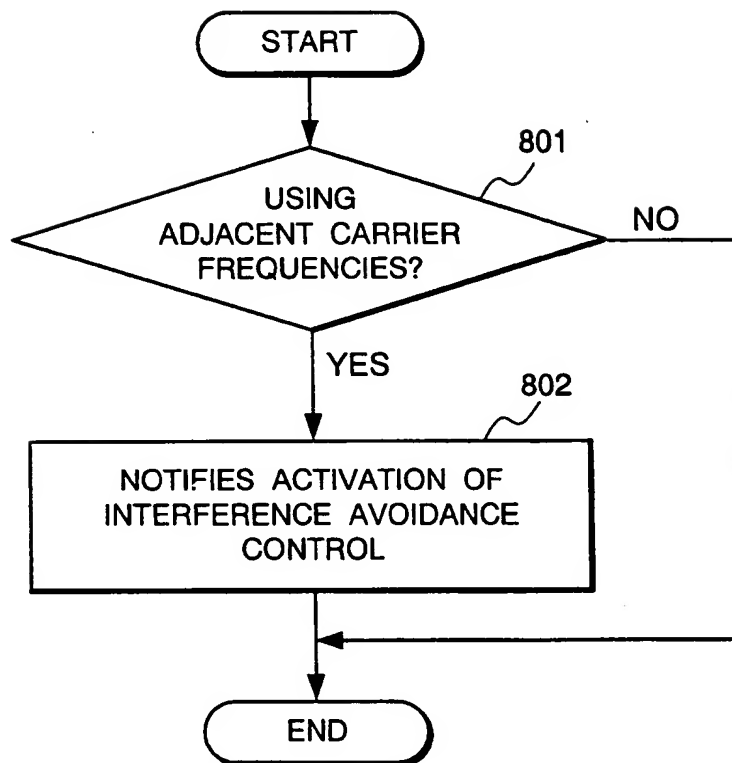 START
801
USING
ADJACENT CARRIER
FREQUENCIES?
NO
YES
802
NOTIFIES ACTIVATION OF
INTERFERENCE AVOIDANCE
CONTROL
END